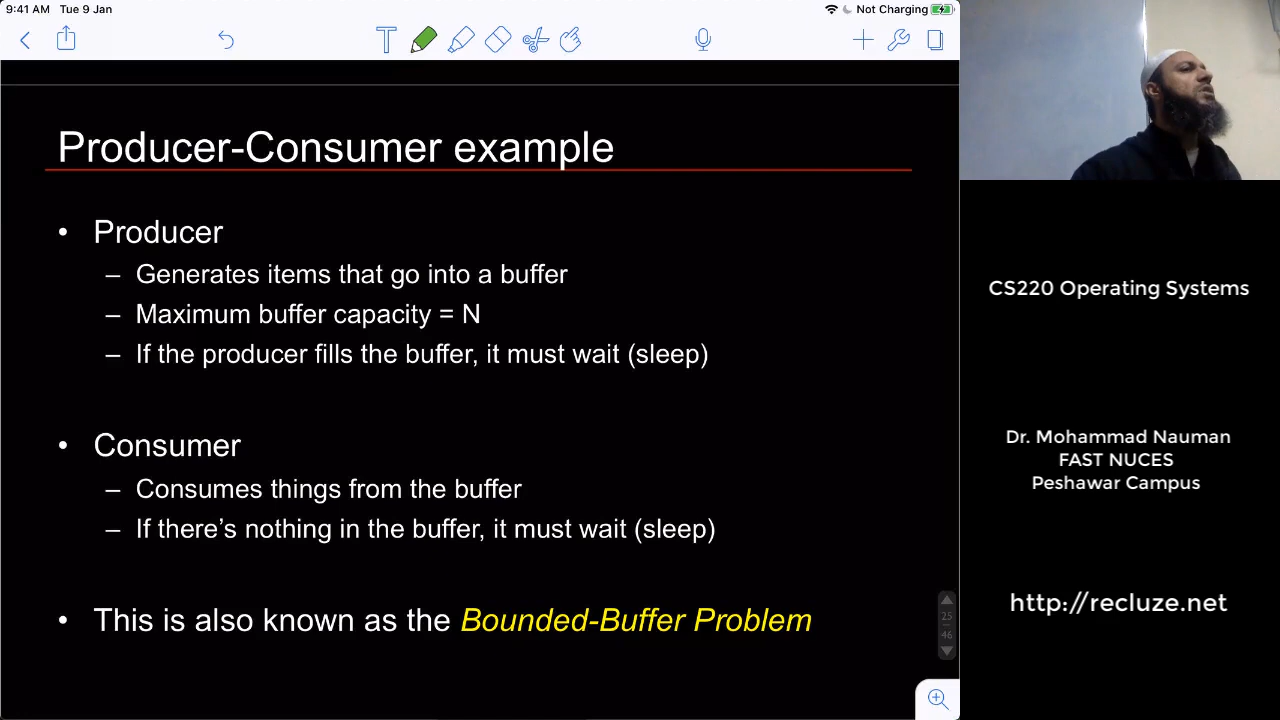 9:41 AM Tue 9 Jan
Not Charging
Producer-Consumer example
• Producer
– Generates items that go into a buffer
– Maximum buffer capacity = N
– If the producer fills the buffer, it must wait (sleep)
• Consumer
– Consumes things from the buffer
– If there’s nothing in the buffer, it must wait (sleep)
• This is also known as the Bounded-Buffer Problem
25
46
CS220 Operating Systems
Dr. Mohammad Nauman
FAST NUCES
Peshawar Campus
http://recluze.net